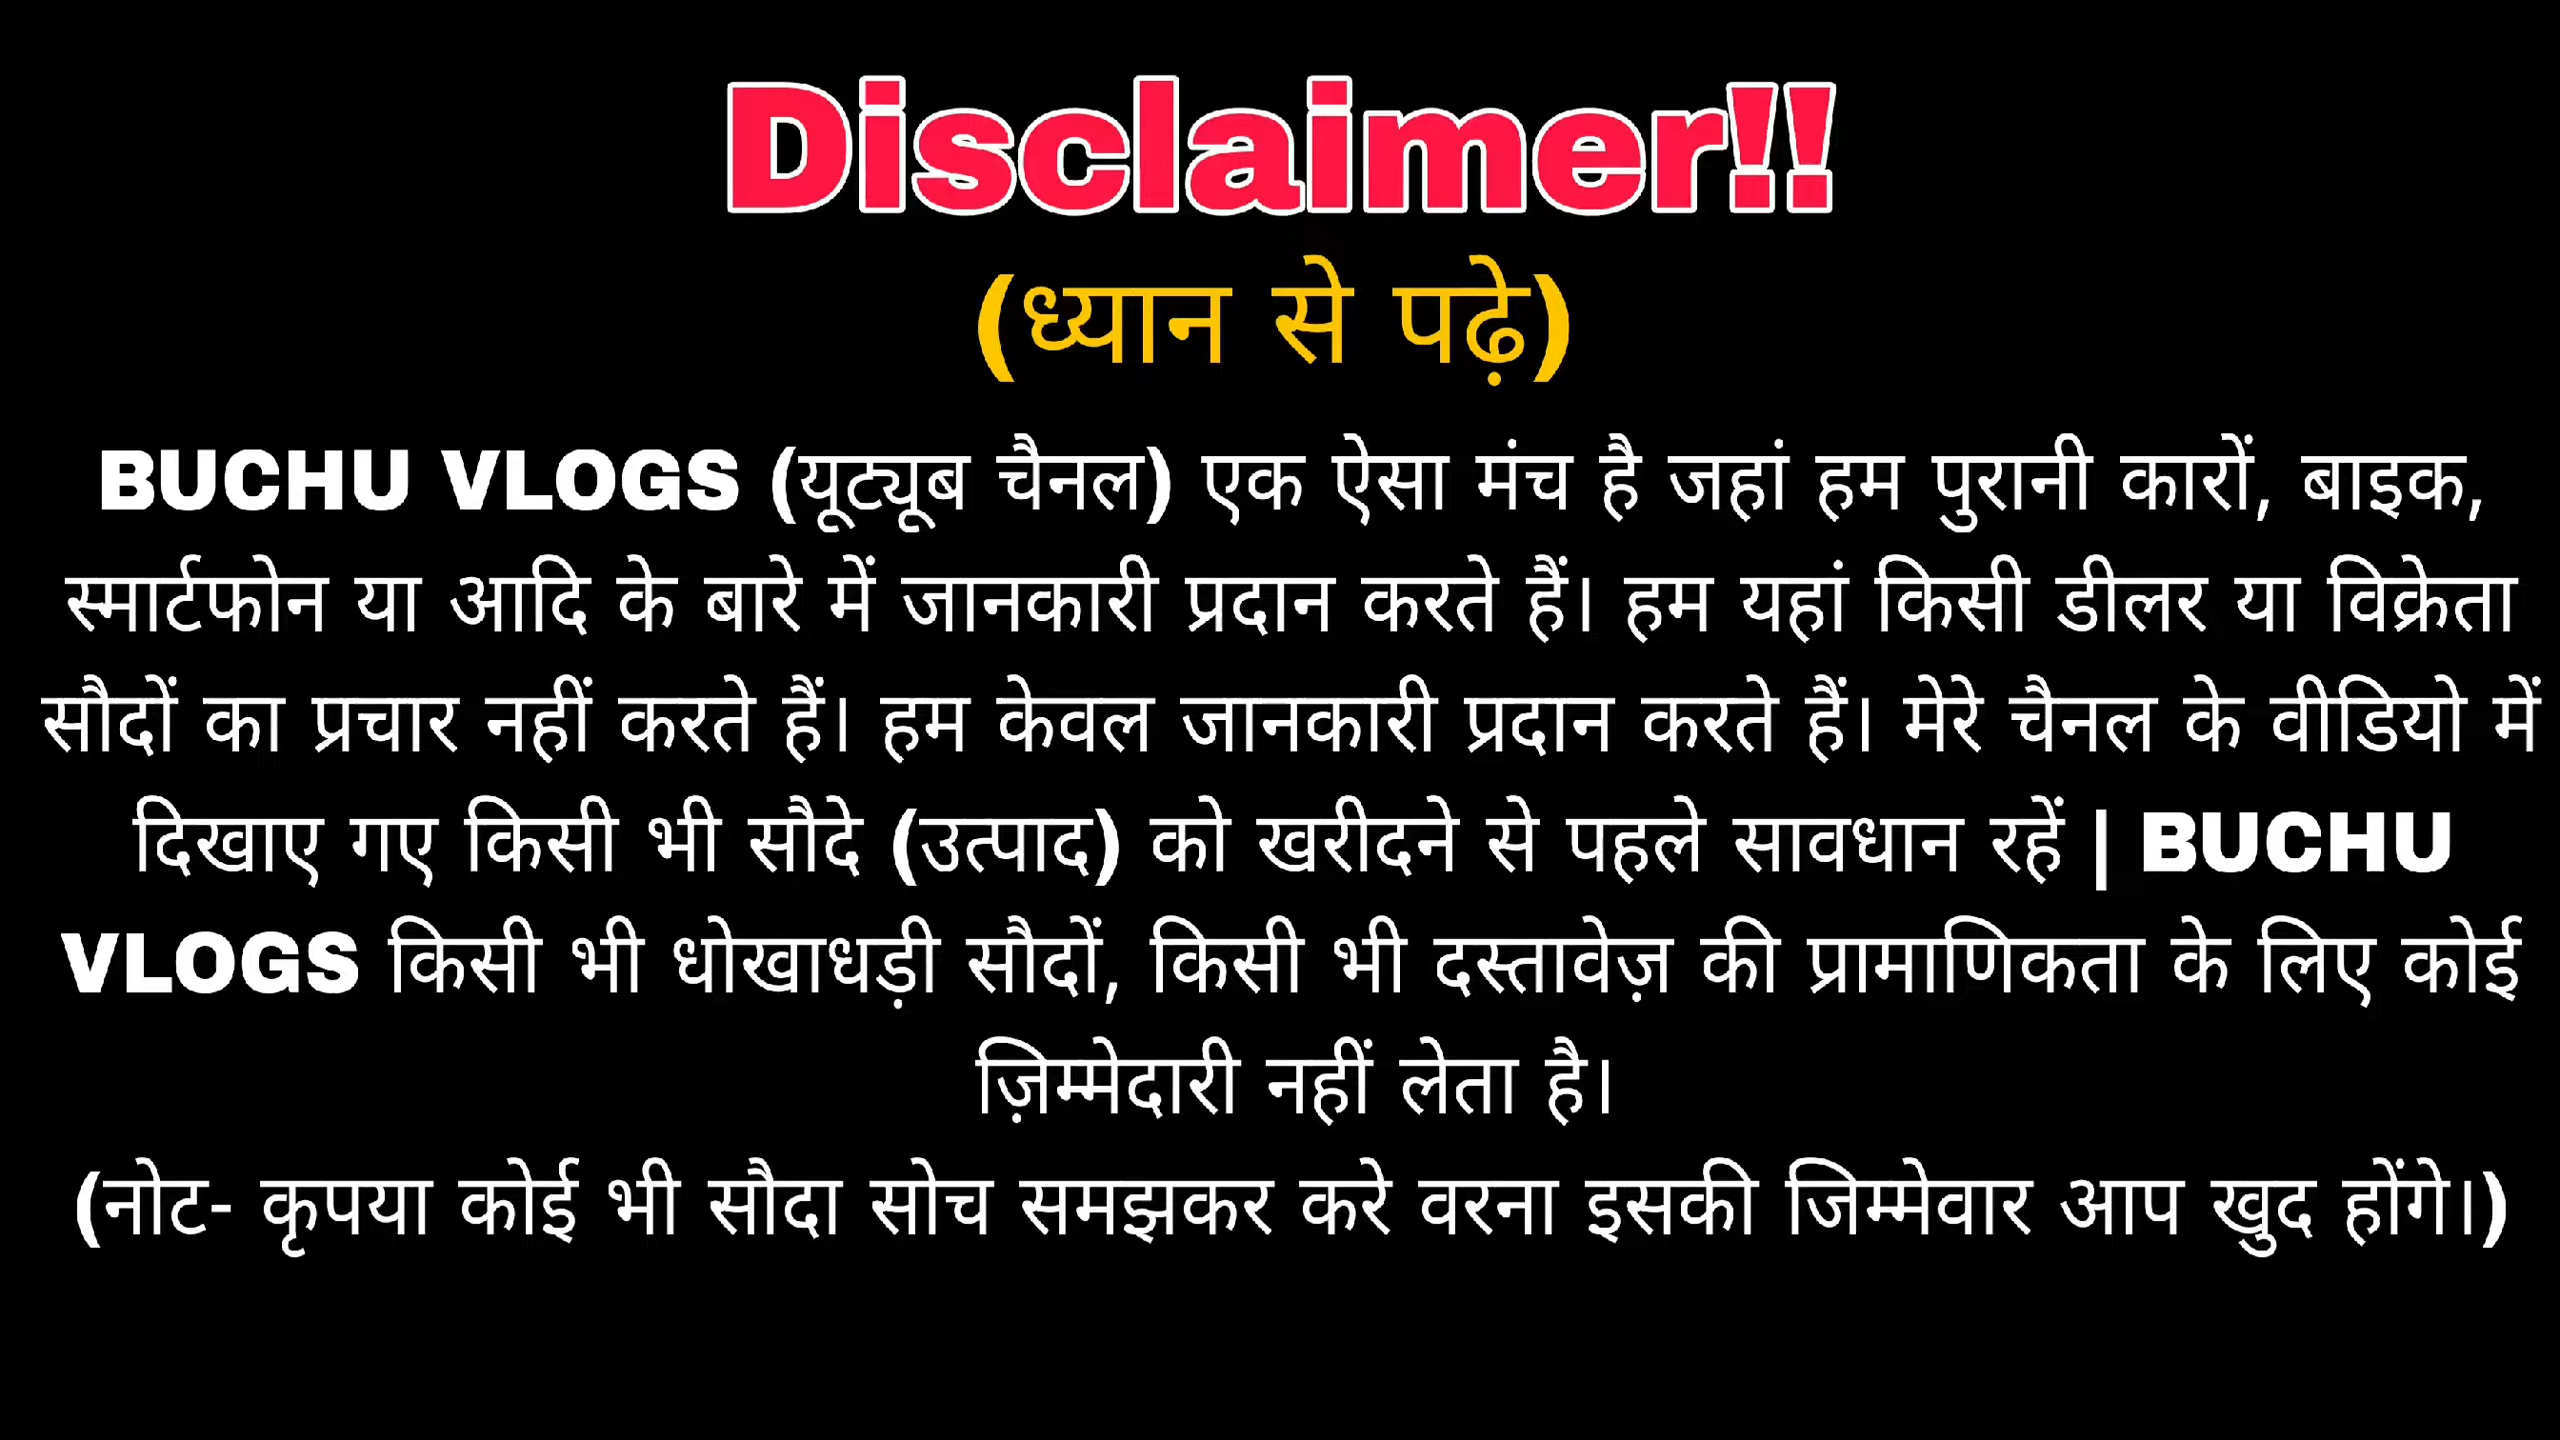 Disclaimer!!
(ध्यान से पढ़े)
BUCHU VLOGS (यूट्यूब चैनल) एक ऐसा मंच है जहां हम पुरानी कारों, बाइक,
स्मार्टफोन या आदि के बारे में जानकारी प्रदान करते हैं। हम यहां किसी डीलर या विक्रेता
सौदों का प्रचार नहीं करते हैं। हम केवल जानकारी प्रदान करते हैं। मेरे चैनल के वीडियो में
दिखाए गए किसी भी सौदे (उत्पाद) को खरीदने से पहले सावधान रहें | BUCHU
VLOGS किसी भी धोखाधड़ी सौदों, किसी भी दस्तावेज़ की प्रामाणिकता के लिए कोई
ज़िम्मेदारी नहीं लेता है।
(नोट- कृपया कोई भी सौदा सोच समझकर करे वरना इसकी जिम्मेवार आप खुद होंगे।)